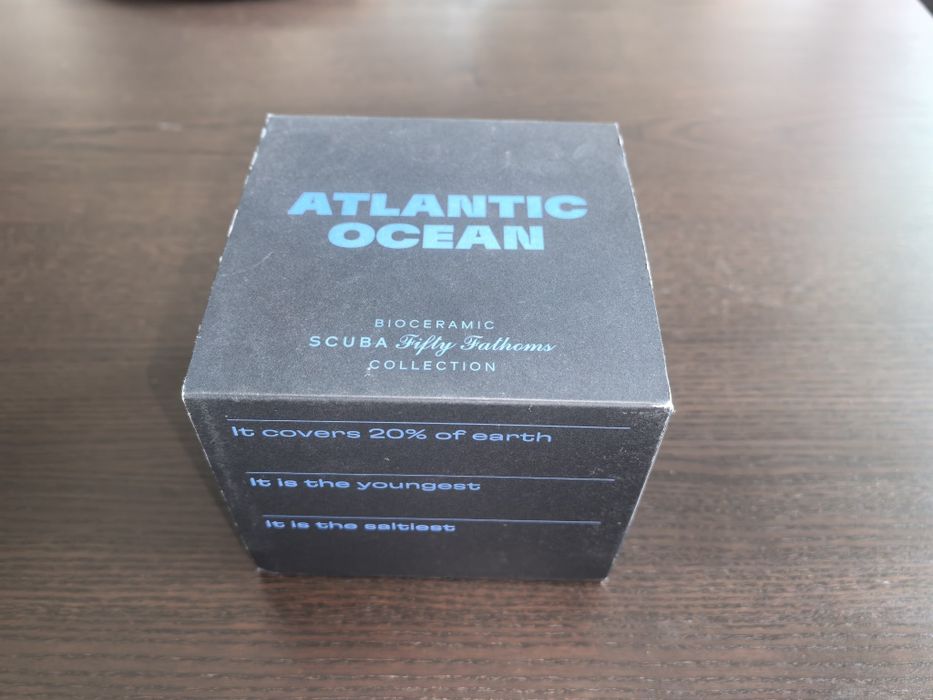 ATLANTIC
OCEAN
BIOCERAMIC
SCUBA Fifty Fathoms
COLLECTION
It covers 20% of earth
It is the youngest
It is the saltiest